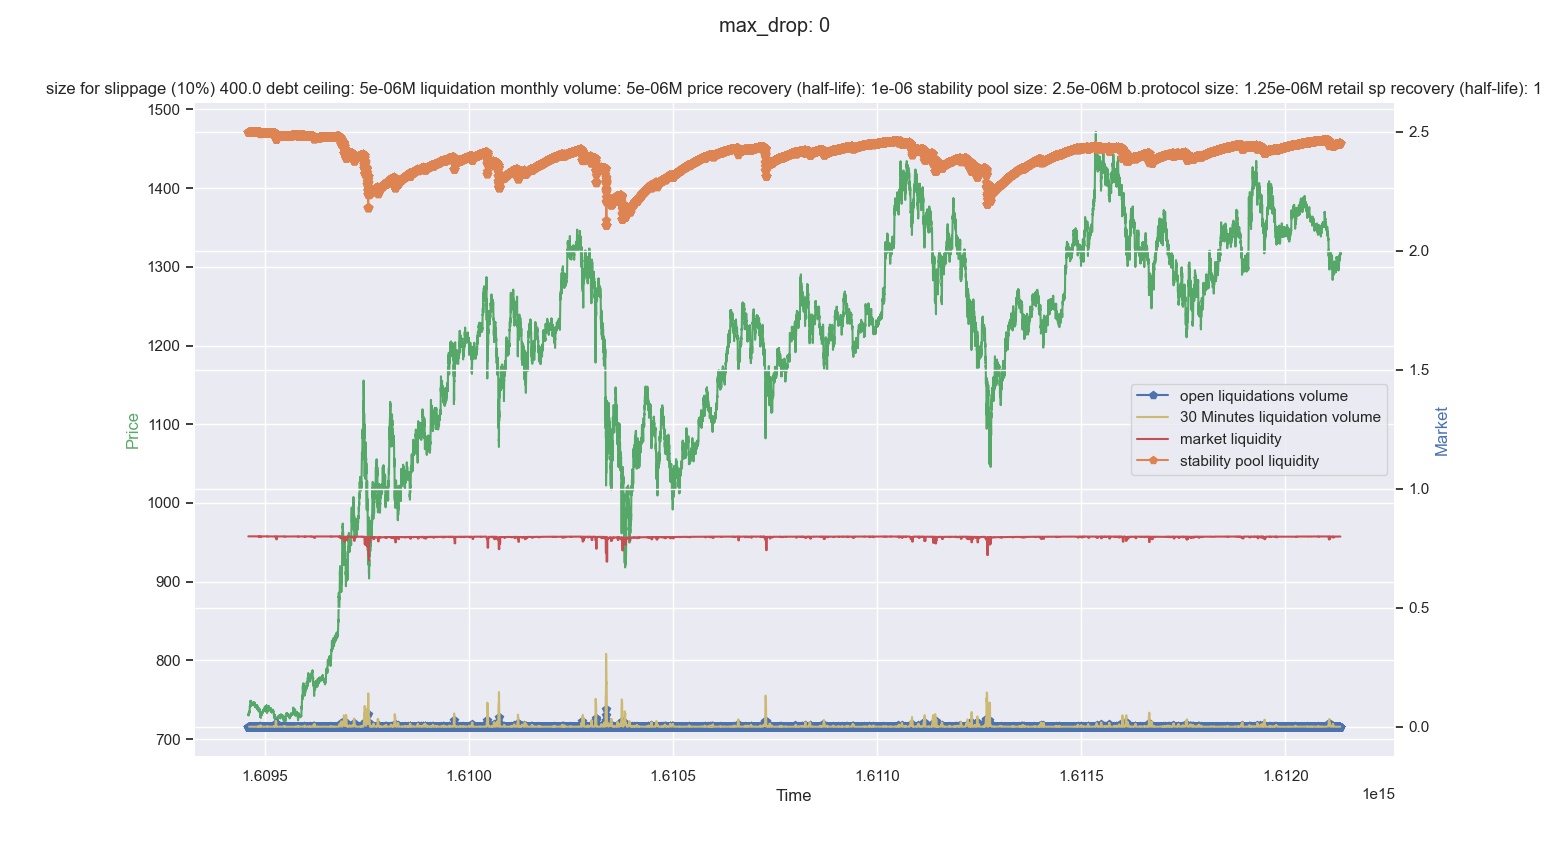 max_drop: 0
size for slippage (10%) 400.0 debt ceiling: 5e-06M liquidation monthly volume: 5e-06M price recovery (half-life): 1e-06 stability pool size: 2.5e-06M b.protocol size: 1.25e-06M retail sp recovery (half-life): 1
1500
1400
1300
1200
1100
1000
900
800
700
Price
2.5
2.0
1.5
1.0
0.5
0.0
Market
open liquidations volume
30 Minutes liquidation volume
market liquidity
stability pool liquidity
1.6095 1.6100 1.6105 1.6110 1.6115 1.6120
Time
1e15